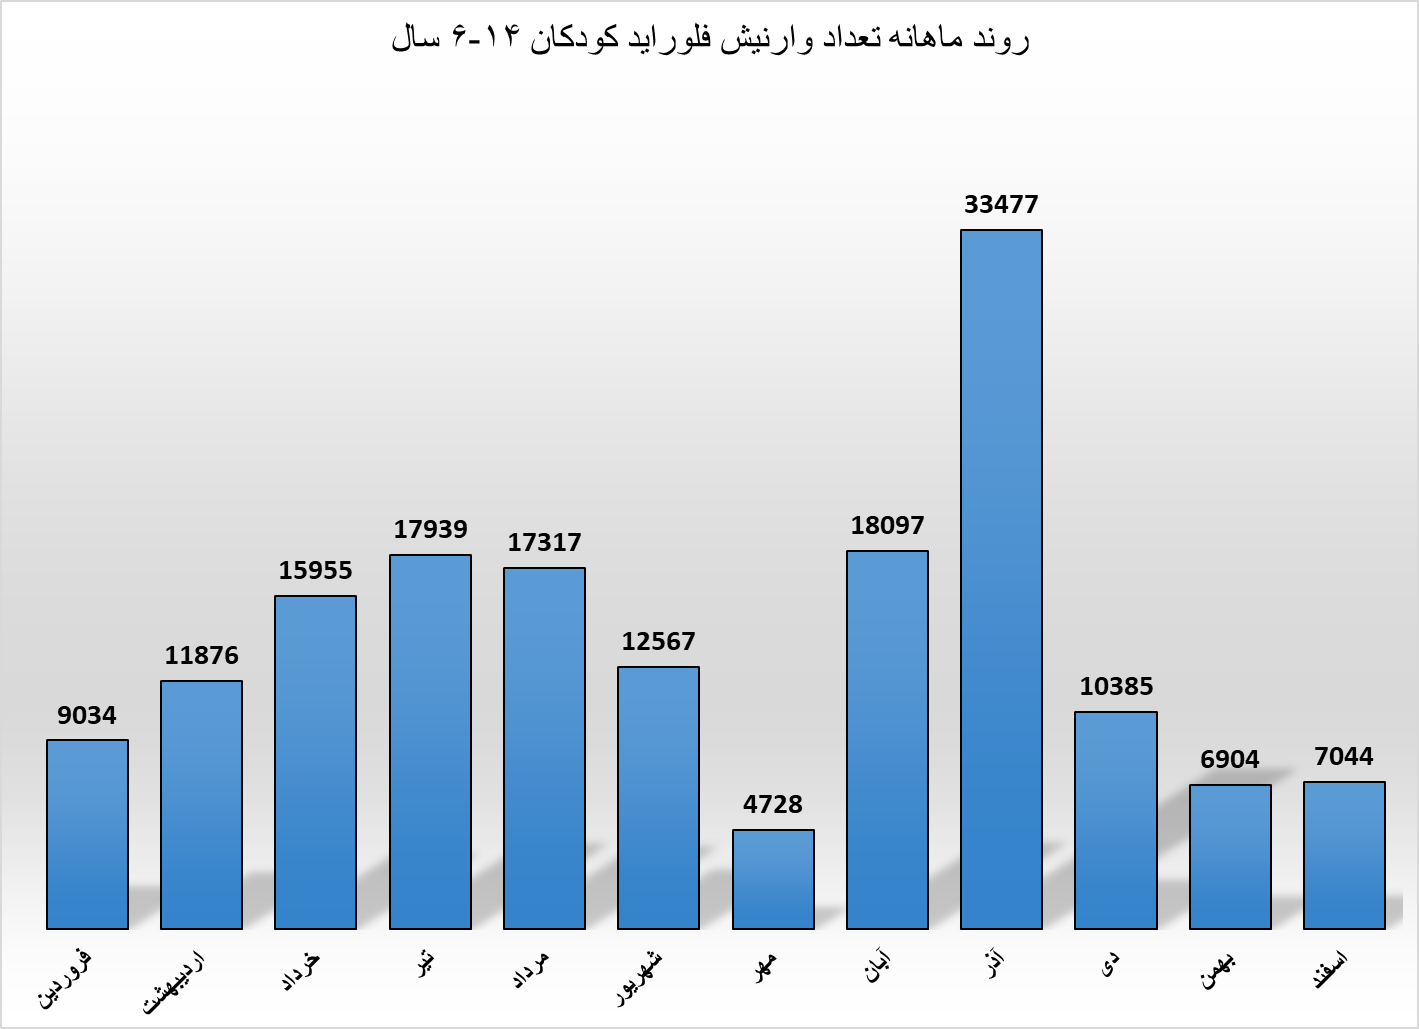 روند ماهانه تعداد وارنیش فلوراید کودکان ۱۴-۶ سال
33477
18097
17939
17317
15955
12567
11876
10385
9034
7044
6904
4728
فروردین
اردیبهشت
خرداد
تیر
مرداد
شهریور
مهر
آبان
آذر
دی
بهمن
اسفند